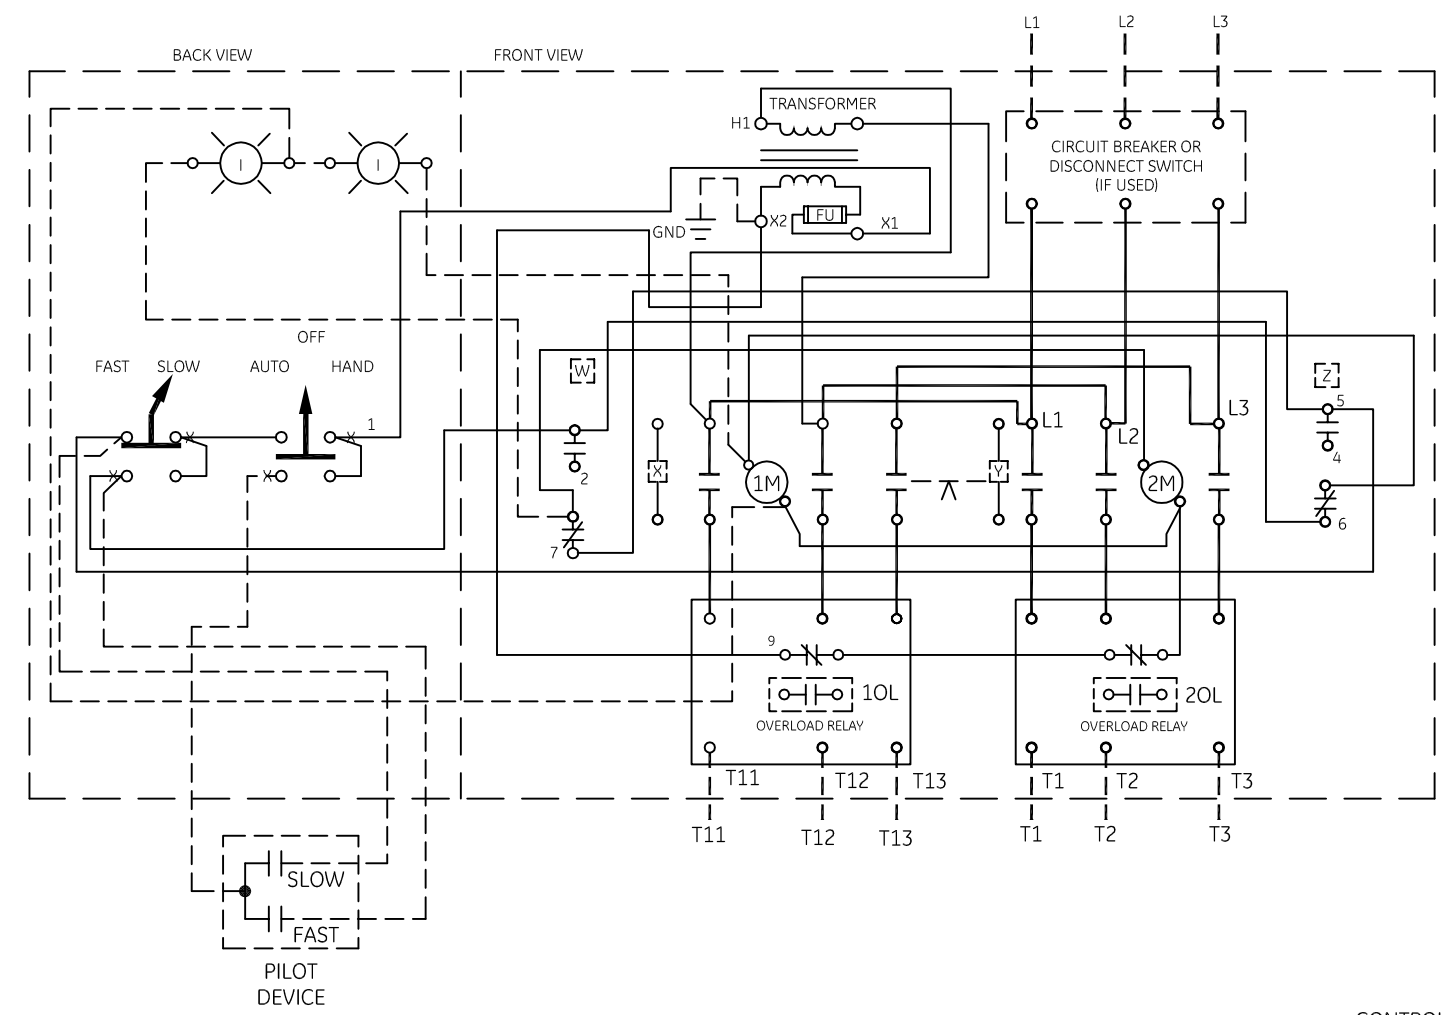 L1 L2 L3
BACK VIEW FRONT VIEW
TRANSFORMER
H1
CIRCUIT BREAKER OR
DISCONNECT SWITCH
(IF USED)
I I
FU
X2 X1
GND
OFF
FAST SLOW AUTO HAND
W Z
5
1
L1 L2 L3
X X
4
2
X Y
X X
1M 2M
6
7
9
1OL 2OL
OVERLOAD RELAY OVERLOAD RELAY
T11 T12 T13 T1 T2 T3
T11 T12 T13 T1 T2 T3
SLOW
FAST
PILOT
DEVICE